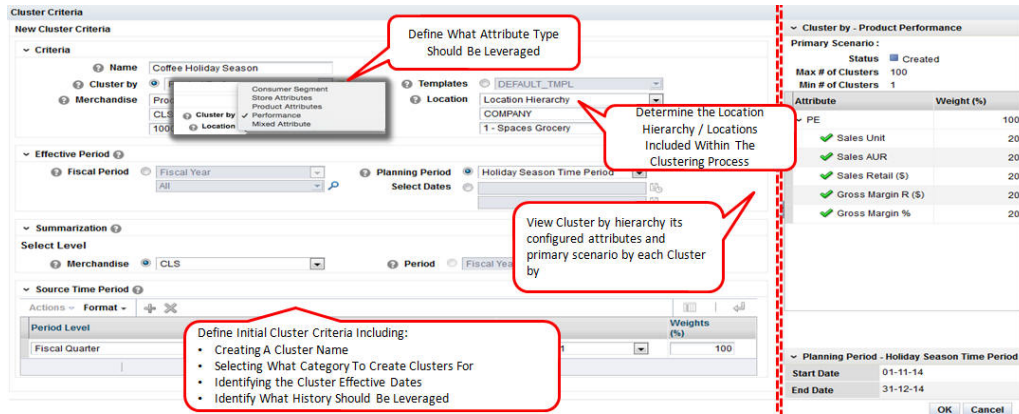 Cluster Criteria
New Cluster Criteria
Criteria
Name Coffee Holiday Season
Cluster by
Merchandise
CLS
Consumer Segment
Store Attributes
Product Attributes
Cluster by ✓ Performance
Location Mixed Attribute
Templates DEFAULT_TMPL
Location Location Hierarchy
COMPANY
1 - Spaces Grocery
Define What Attribute Type
Should Be Leveraged
Determine the Location
Hierarchy / Locations
Included Within The
Clustering Process
Effective Period
Fiscal Period Fiscal Year
All
Planning Period Holiday Season Time Period
Select Dates
View Cluster by hierarchy its
configured attributes and
primary scenario by each Cluster
by
Summarization
Select Level
Merchandise CLS
Period
Source Time Period
Actions Format
Period Level Weights
(%)
Fiscal Quarter 1 100
Define Initial Cluster Criteria Including:
• Creating A Cluster Name
• Selecting What Category To Create Clusters For
• Identifying the Cluster Effective Dates
• Identify What History Should Be Leveraged
Cluster by - Product Performance
Primary Scenario :
Status Created
Max # of Clusters 100
Min # of Clusters 1
Attribute Weight (%)
PE 100
Sales Unit 20
Sales AUR 20
Sales Retail ($) 20
Gross Margin R ($) 20
Gross Margin % 20
Planning Period - Holiday Season Time Period
Start Date 01-11-14
End Date 31-12-14
OK Cancel